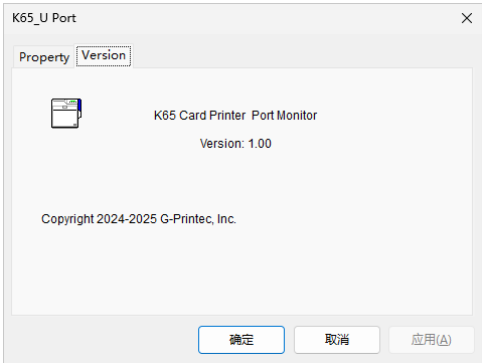 K65_U Port
Property Version
K65 Card Printer Port Monitor
Version: 1.00
Copyright 2024-2025 G-Printec, Inc.
确定 取消 应用(A)